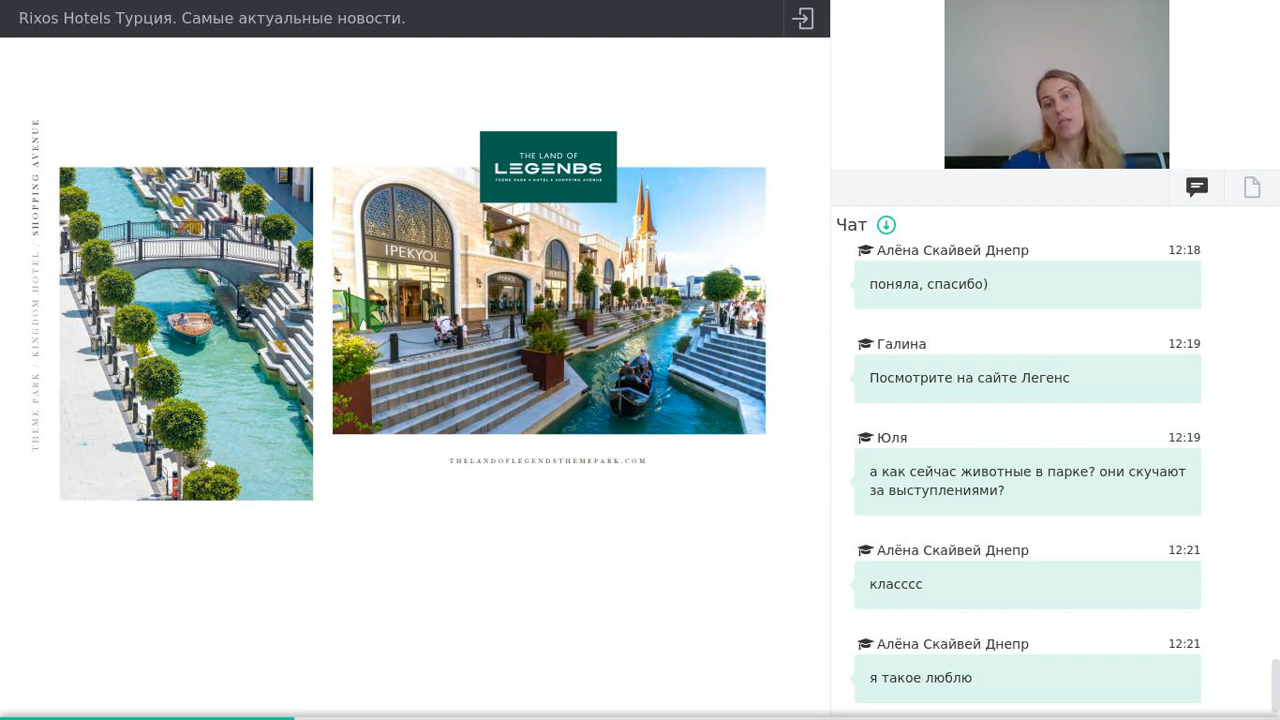 Rixos Hotels Турция. Самые актуальные новости.
THEME PARK / KINGDOM HOTEL / SHOPPING AVENUE
THE LAND OF
LEGENDS
THEME PARK • HOTEL • SHOPPING AVENUE
IPEKYOL
IPEKYOL
THELANDOFLEGENDSTHEMEPARK.COM
Чат
Алёна Скайвей Днепр 12:18
поняла, спасибо)
Галина 12:19
Посмотрите на сайте Легенс
Юля 12:19
а как сейчас животные в парке? они скучают
за выступлениями?
Алёна Скайвей Днепр 12:21
класссс
Алёна Скайвей Днепр 12:21
я такое люблю